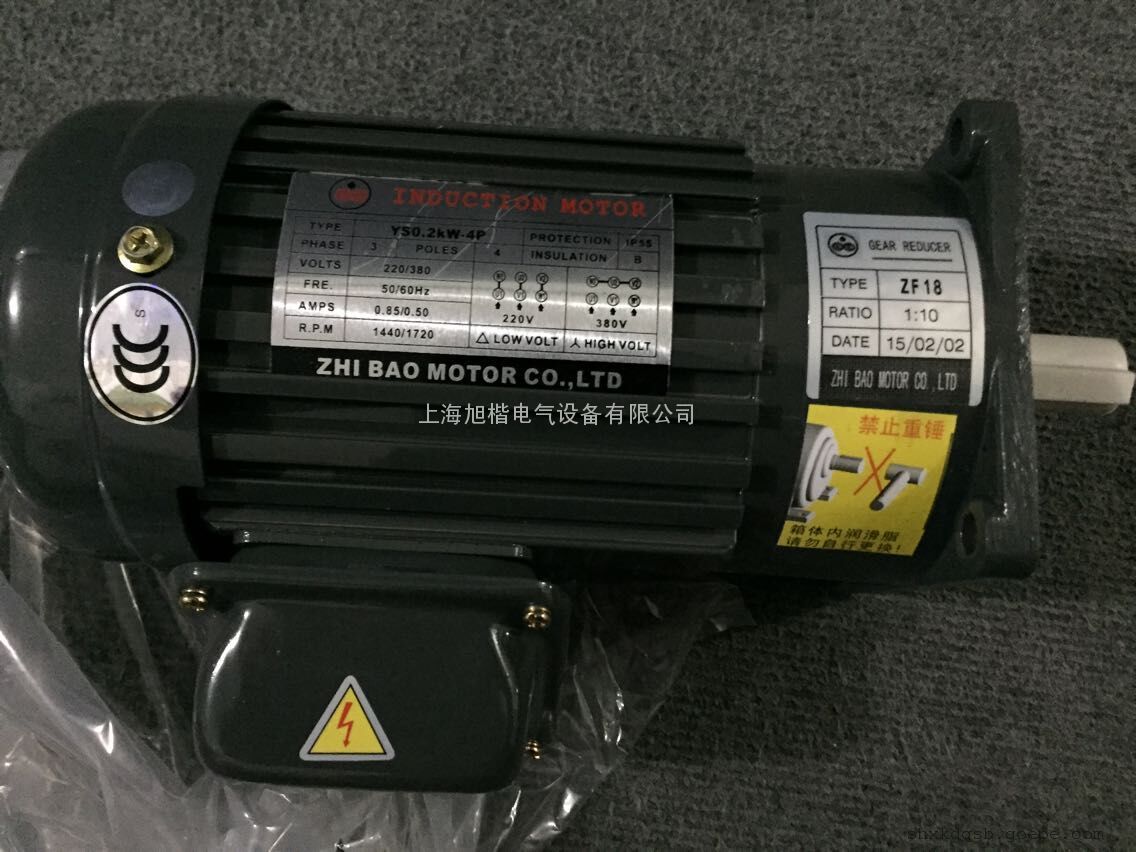 INDUCTION MOTOR
TYPE YS0.2kW-4P PROTECTION IP55
PHASE 3 POLES 4 INSULATION B
VOLTS 220/380
FRE. 50/60Hz
AMPS 0.85/0.50 220V 380V
R.P.M 1440/1720 LOW VOLT HIGH VOLT
ZHI BAO MOTOR CO.,LTD
上海旭楷电气设备有限公司
CCC
S
GEAR REDUCER
TYPE ZF18
RATIO 1:10
DATE 15/02/02
ZHI BAO MOTOR CO.,LTD
禁止重锤
箱体内润滑脂
请勿自行更换!
shxkdqsb.goepe.com